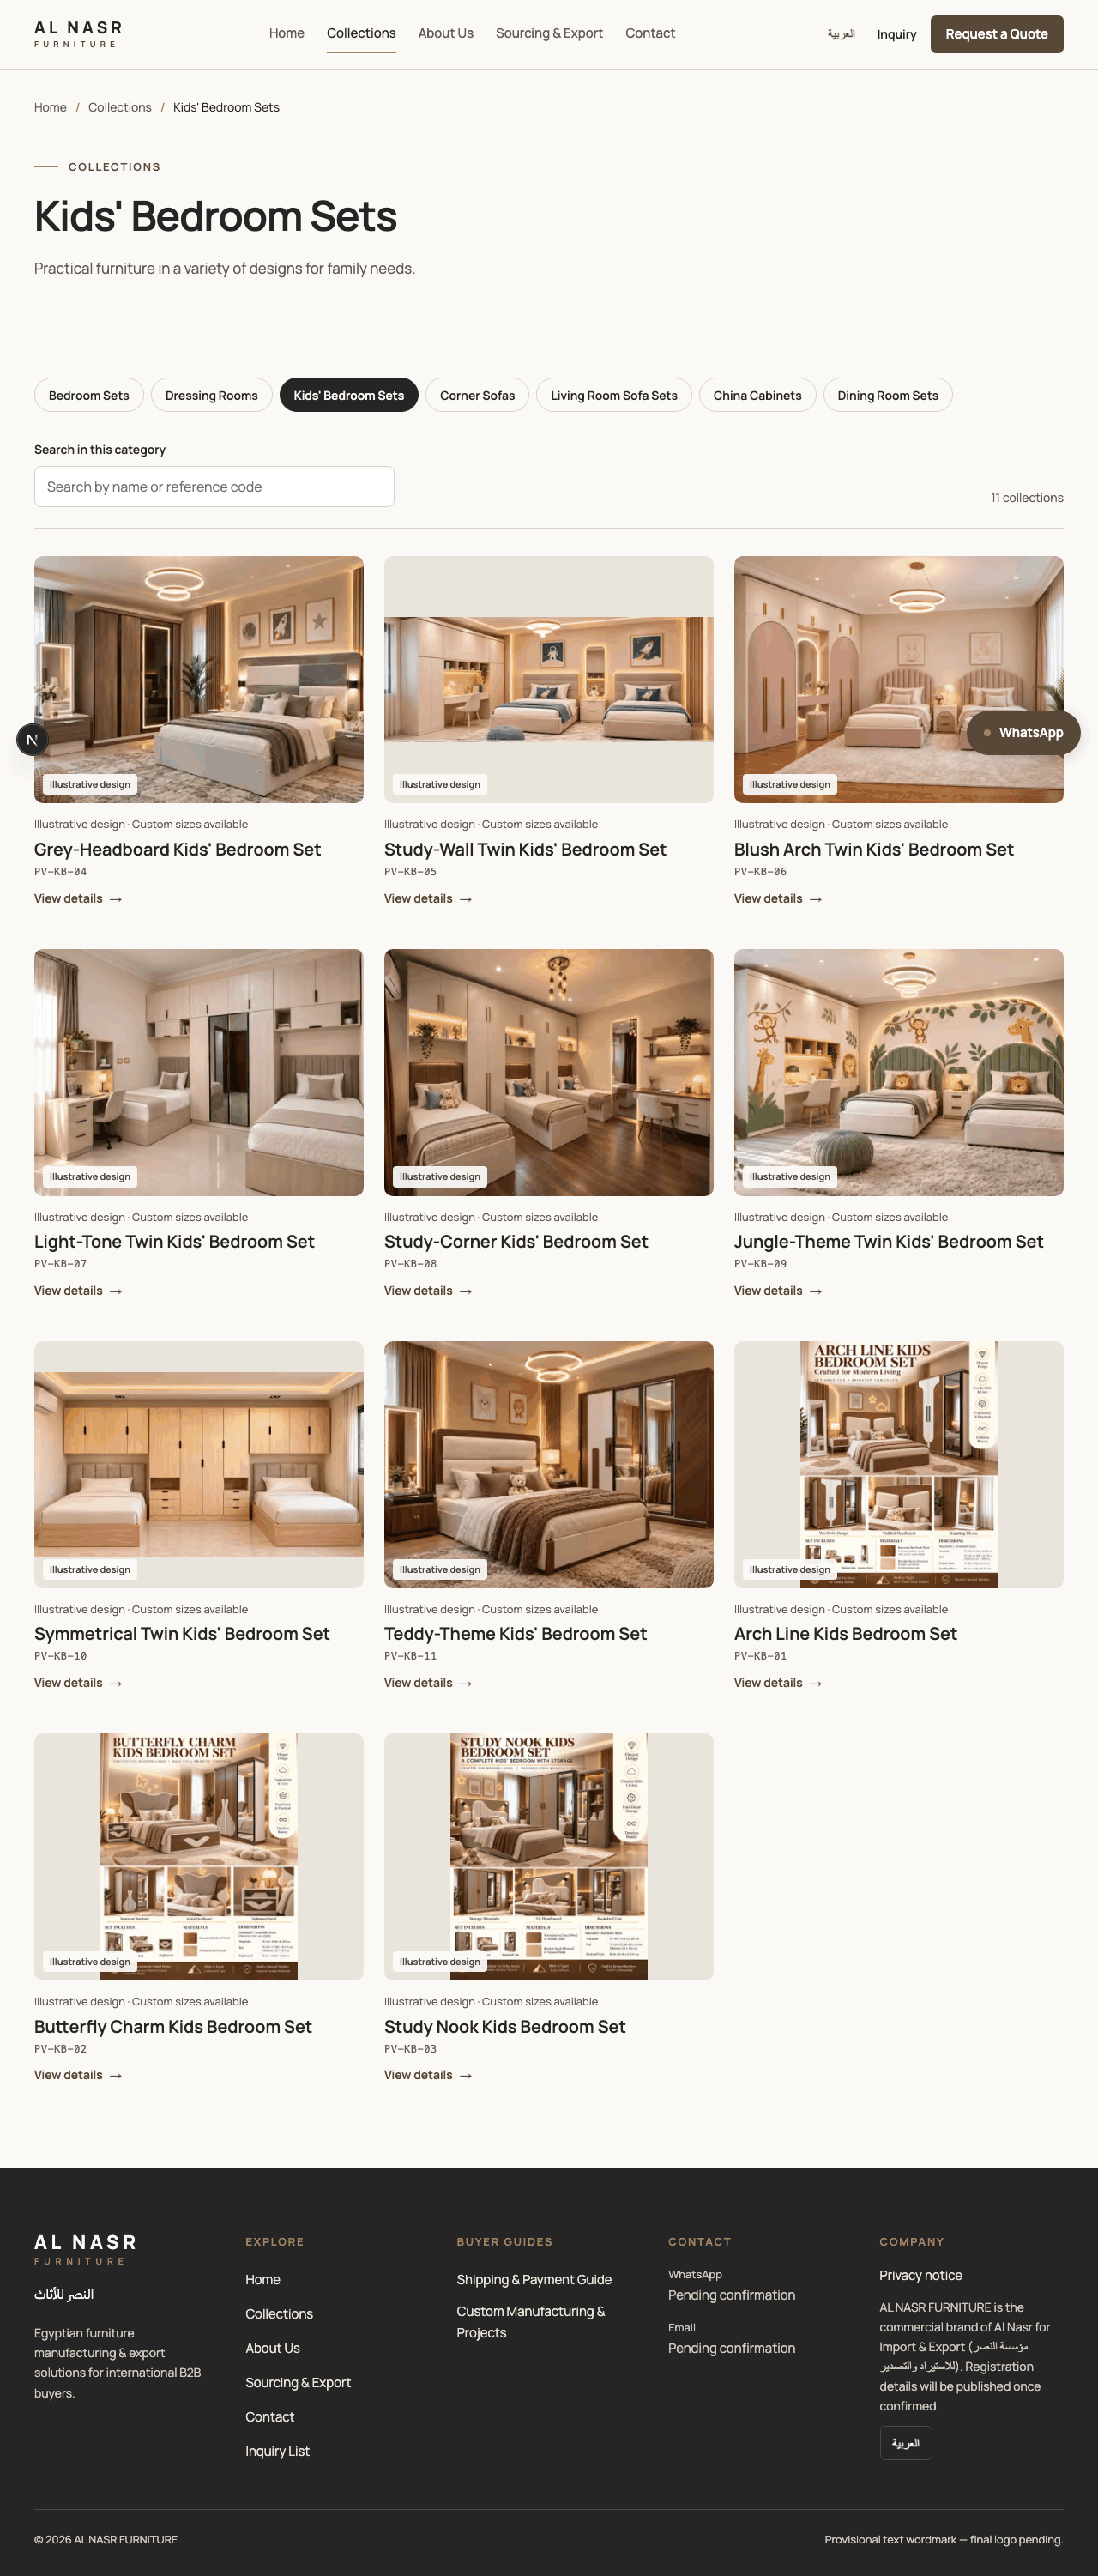 AL NASR
FURNITURE
Home
Collections
About Us
Sourcing & Export
Contact
العربية
Inquiry
Request a Quote
Home / Collections / Kids' Bedroom Sets
COLLECTIONS
Kids' Bedroom Sets
Practical furniture in a variety of designs for family needs.
Bedroom Sets
Dressing Rooms
Kids' Bedroom Sets
Corner Sofas
Living Room Sofa Sets
China Cabinets
Dining Room Sets
Search in this category
Search by name or reference code
11 collections
Illustrative design
Illustrative design · Custom sizes available
Grey-Headboard Kids' Bedroom Set
PV-KB-04
View details →
Illustrative design
Illustrative design · Custom sizes available
Study-Wall Twin Kids' Bedroom Set
PV-KB-05
View details →
Illustrative design
Illustrative design · Custom sizes available
Blush Arch Twin Kids' Bedroom Set
PV-KB-06
View details →
N
WhatsApp
Illustrative design
Illustrative design · Custom sizes available
Light-Tone Twin Kids' Bedroom Set
PV-KB-07
View details →
Illustrative design
Illustrative design · Custom sizes available
Study-Corner Kids' Bedroom Set
PV-KB-08
View details →
Illustrative design
Illustrative design · Custom sizes available
Jungle-Theme Twin Kids' Bedroom Set
PV-KB-09
View details →
Illustrative design
Illustrative design · Custom sizes available
Symmetrical Twin Kids' Bedroom Set
PV-KB-10
View details →
Illustrative design
Illustrative design · Custom sizes available
Teddy-Theme Kids' Bedroom Set
PV-KB-11
View details →
ARCH LINE KIDS
BEDROOM SET
Crafted for Modern Living
MATERIALS
DIMENSIONS
Illustrative design
Illustrative design · Custom sizes available
Arch Line Kids Bedroom Set
PV-KB-01
View details →
BUTTERFLY CHARM
KIDS BEDROOM SET
SET INCLUDES
MATERIALS
DIMENSIONS
Illustrative design
Illustrative design · Custom sizes available
Butterfly Charm Kids Bedroom Set
PV-KB-02
View details →
STUDY NOOK KIDS
BEDROOM SET
A COMPLETE KIDS' BEDROOM WITH STORAGE
SET INCLUDES
MATERIALS
DIMENSIONS
Illustrative design
Illustrative design · Custom sizes available
Study Nook Kids Bedroom Set
PV-KB-03
View details →
AL NASR
FURNITURE
النصر للأثاث
Egyptian furniture
manufacturing & export
solutions for international B2B
buyers.
EXPLORE
Home
Collections
About Us
Sourcing & Export
Contact
Inquiry List
BUYER GUIDES
Shipping & Payment Guide
Custom Manufacturing &
Projects
CONTACT
WhatsApp
Pending confirmation
Email
Pending confirmation
COMPANY
Privacy notice
AL NASR FURNITURE is the
commercial brand of Al Nasr for
Import & Export (مؤسسة النصر
للاستيراد والتصدير). Registration
details will be published once
confirmed.
العربية
© 2026 AL NASR FURNITURE
Provisional text wordmark — final logo pending.